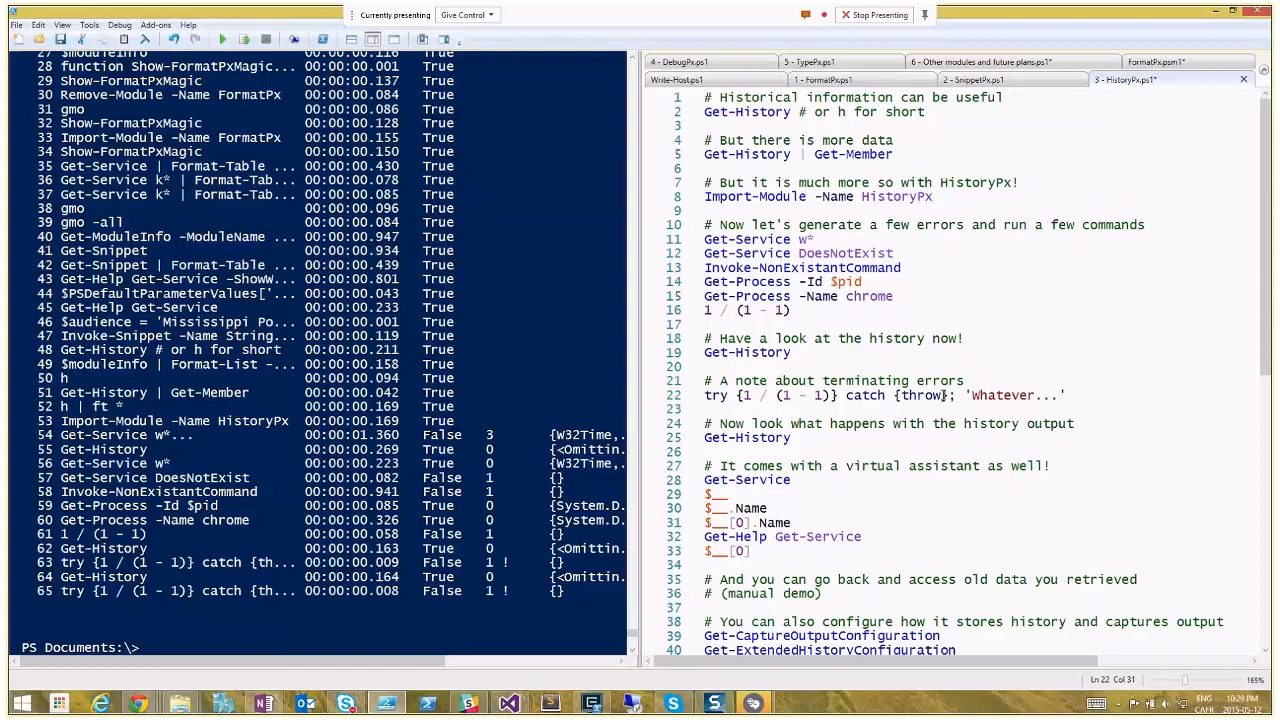 Currently presenting Give Control Stop Presenting
File Edit View Tools Debug Add-ons Help
27 $moduleInfo 00:00:00.000 True
28 function Show-FormatPxMagic... 00:00:00.001 True
29 Show-FormatPxMagic 00:00:00.137 True
30 Remove-Module -Name FormatPx 00:00:00.084 True
31 gmo 00:00:00.086 True
32 Show-FormatPxMagic 00:00:00.128 True
33 Import-Module -Name FormatPx 00:00:00.155 True
34 Show-FormatPxMagic 00:00:00.150 True
35 Get-Service | Format-Table ... 00:00:00.430 True
36 Get-Service k* | Format-Tab... 00:00:00.078 True
37 Get-Service k* | Format-Tab... 00:00:00.085 True
38 gmo 00:00:00.096 True
39 gmo -all 00:00:00.084 True
40 Get-ModuleInfo -ModuleName ... 00:00:00.947 True
41 Get-Snippet 00:00:00.934 True
42 Get-Snippet | Format-Table ... 00:00:00.439 True
43 Get-Help Get-Service -ShowW... 00:00:00.801 True
44 $PSDefaultParameterValues['... 00:00:00.043 True
45 Get-Help Get-Service 00:00:00.233 True
46 $audience = 'Mississippi Po... 00:00:00.001 True
47 Invoke-Snippet -Name String... 00:00:00.119 True
48 Get-History # or h for short 00:00:00.211 True
49 $moduleInfo | Format-List -... 00:00:00.158 True
50 h 00:00:00.094 True
51 Get-History | Get-Member 00:00:00.042 True
52 h | ft * 00:00:00.169 True
53 Import-Module -Name HistoryPx 00:00:00.169 True
54 Get-Service w*... 00:00:01.360 False 3 {W32Time,.
55 Get-History 00:00:00.269 True 0 {<Omittin.
56 Get-Service w* 00:00:00.223 True 0 {W32Time,.
57 Get-Service DoesNotExist 00:00:00.082 False 1 {}
58 Invoke-NonExistantCommand 00:00:00.941 False 1 {}
59 Get-Process -Id $pid 00:00:00.085 True 0 {System.D.
60 Get-Process -Name chrome 00:00:00.326 True 0 {System.D.
61 1 / (1 - 1) 00:00:00.058 False 1 {}
62 Get-History 00:00:00.163 True 0 {<Omittin.
63 try {1 / (1 - 1)} catch {th... 00:00:00.009 False 1 ! {}
64 Get-History 00:00:00.164 True 0 {<Omittin.
65 try {1 / (1 - 1)} catch {th... 00:00:00.008 False 1 ! {}
PS Documents:\>
4 - DebugPx.ps1 5 - TypePx.ps1 6 - Other modules and future plans.ps1* FormatPx.psm1*
Write-Host.ps1 1 - FormatPx.ps1 2 - SnippetPx.ps1 3 - HistoryPx.ps1*
1 # Historical information can be useful
2 Get-History # or h for short
3
4 # But there is more data
5 Get-History | Get-Member
6
7 # But it is much more so with HistoryPx!
8 Import-Module -Name HistoryPx
9
10 # Now let's generate a few errors and run a few commands
11 Get-Service w*
12 Get-Service DoesNotExist
13 Invoke-NonExistantCommand
14 Get-Process -Id $pid
15 Get-Process -Name chrome
16 1 / (1 - 1)
17
18 # Have a look at the history now!
19 Get-History
20
21 # A note about terminating errors
22 try {1 / (1 - 1)} catch {throw}; 'Whatever...'
23
24 # Now look what happens with the history output
25 Get-History
26
27 # It comes with a virtual assistant as well!
28 Get-Service
29 $__
30 $__.Name
31 $__[0].Name
32 Get-Help Get-Service
33 $__[0]
34
35 # And you can go back and access old data you retrieved
36 # (manual demo)
37
38 # You can also configure how it stores history and captures output
39 Get-CaptureOutputConfiguration
40 Get-ExtendedHistoryConfiguration
Ln 22 Col 31 165%
ENG 10:29 PM
CAFR 2015-05-12